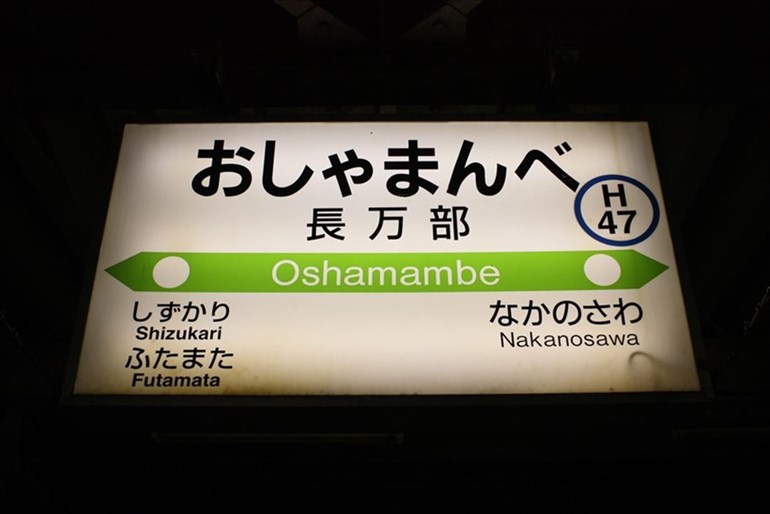 おしゃまんべ
長万部
H
47
Oshamambe
しずかり
Shizukari
ふたまた
Futamata
なかのさわ
Nakanosawa